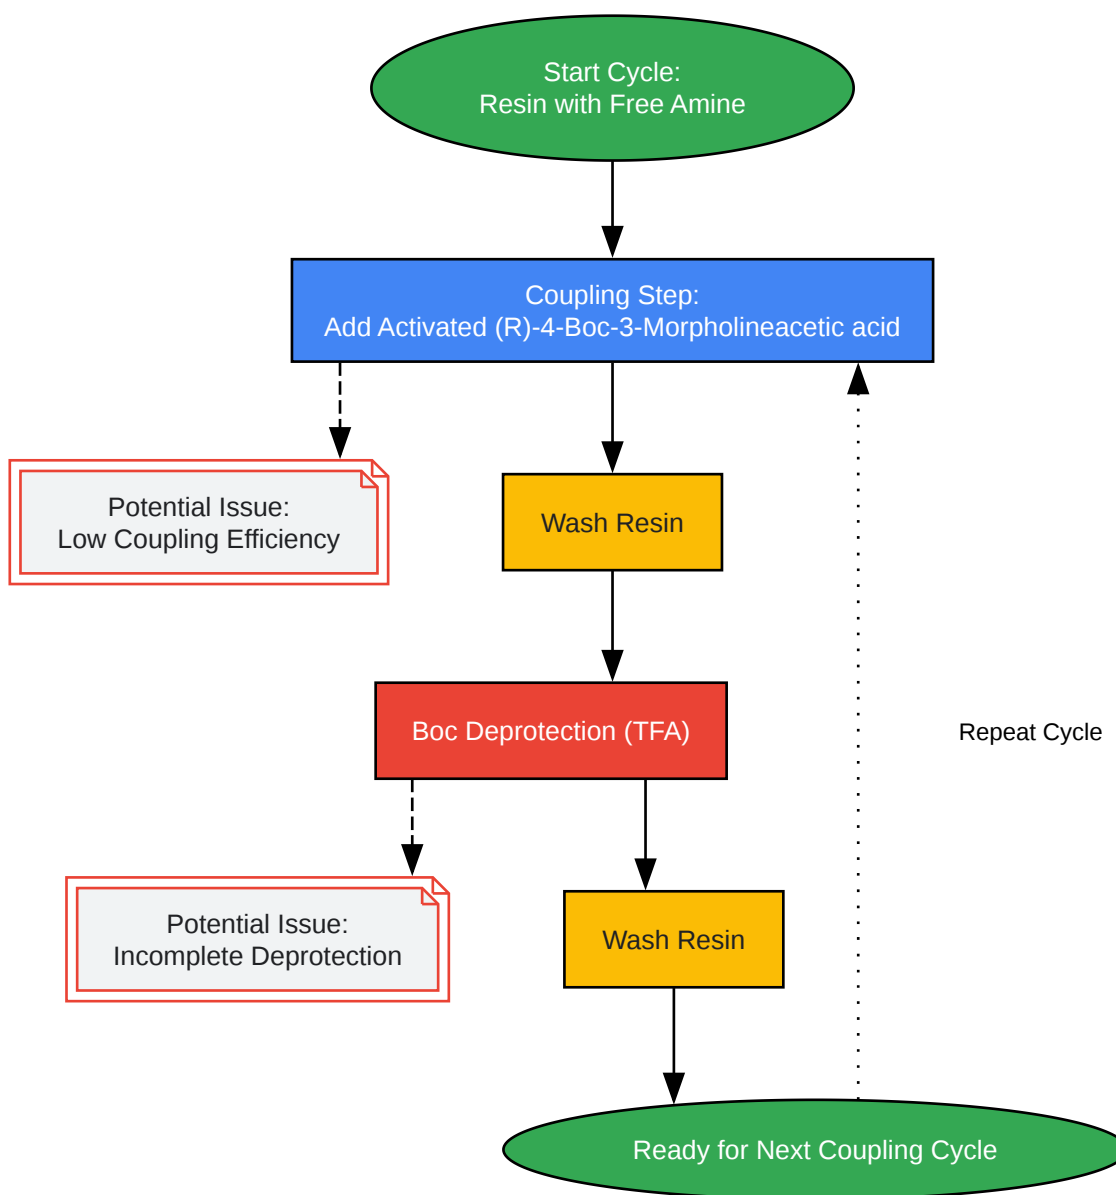 Start Cycle:
Resin with Free Amine
Coupling Step:
Add Activated (R)-4-Boc-3-Morpholineacetic acid
Potential Issue:
Low Coupling Efficiency
Wash Resin
Boc Deprotection (TFA)
Repeat Cycle
Potential Issue:
Incomplete Deprotection
Wash Resin
Ready for Next Coupling Cycle